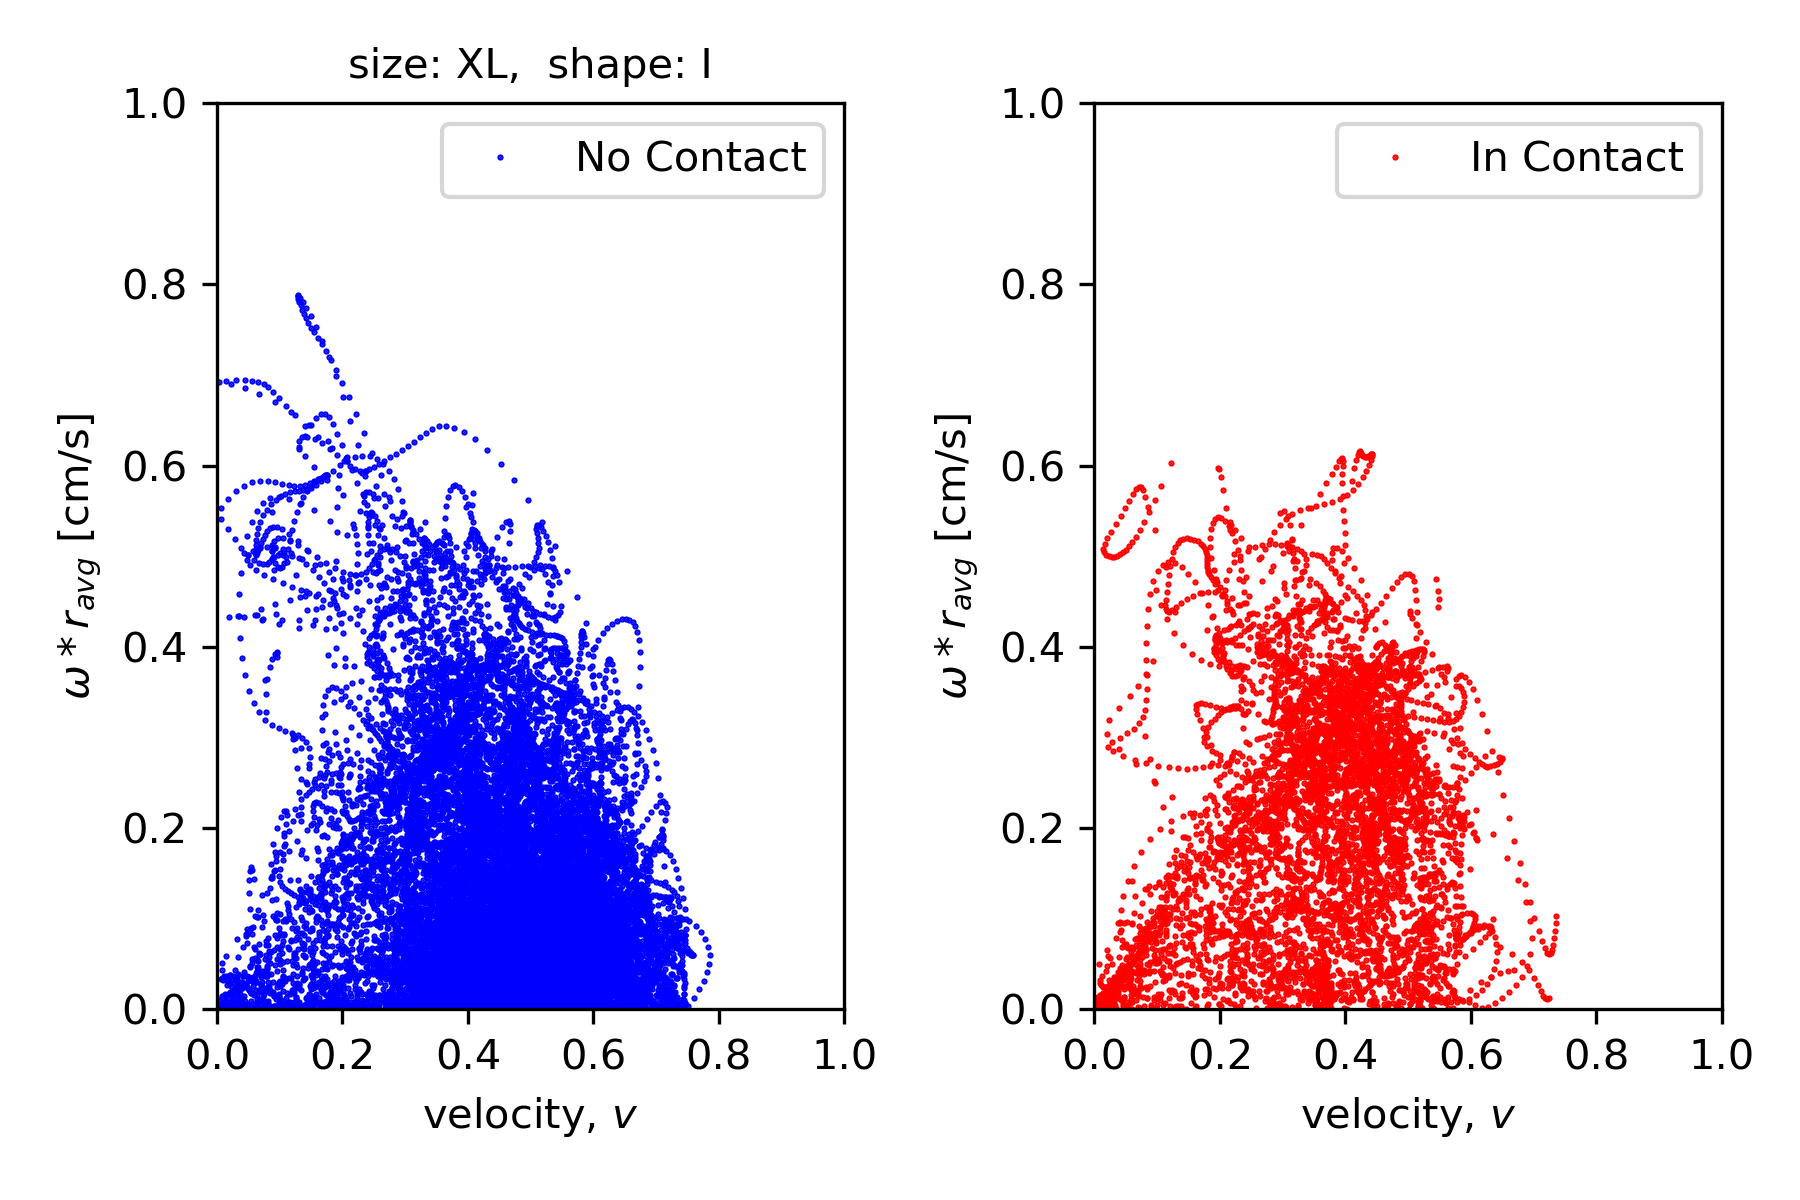 size: XL,  shape: I
No Contact
1.0
0.8
0.6
0.4
0.2
0.0
ω * r_avg [cm/s]
0.0 0.2 0.4 0.6 0.8 1.0
velocity, v
In Contact
1.0
0.8
0.6
0.4
0.2
0.0
ω * r_avg [cm/s]
0.0 0.2 0.4 0.6 0.8 1.0
velocity, v